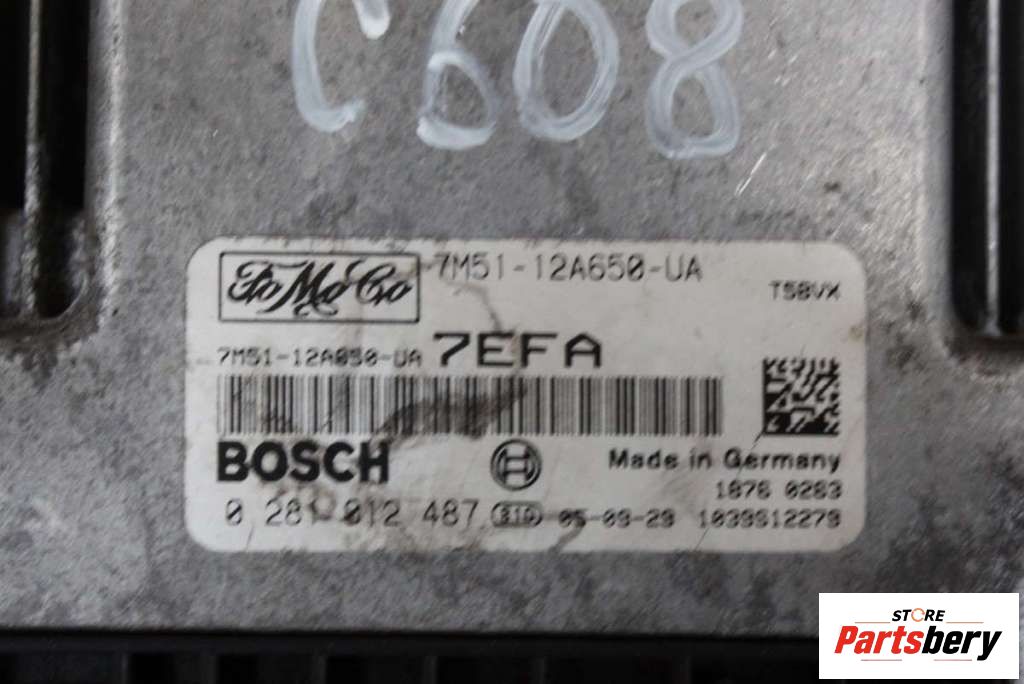 C608
FoMoCo 7M51-12A650-UA
T5BVX
7M51-12A650-UA 7EFA
BOSCH Made in Germany
1876 0263
0 281 012 487 05-09-29 1039S12279
STORE
Partsbery